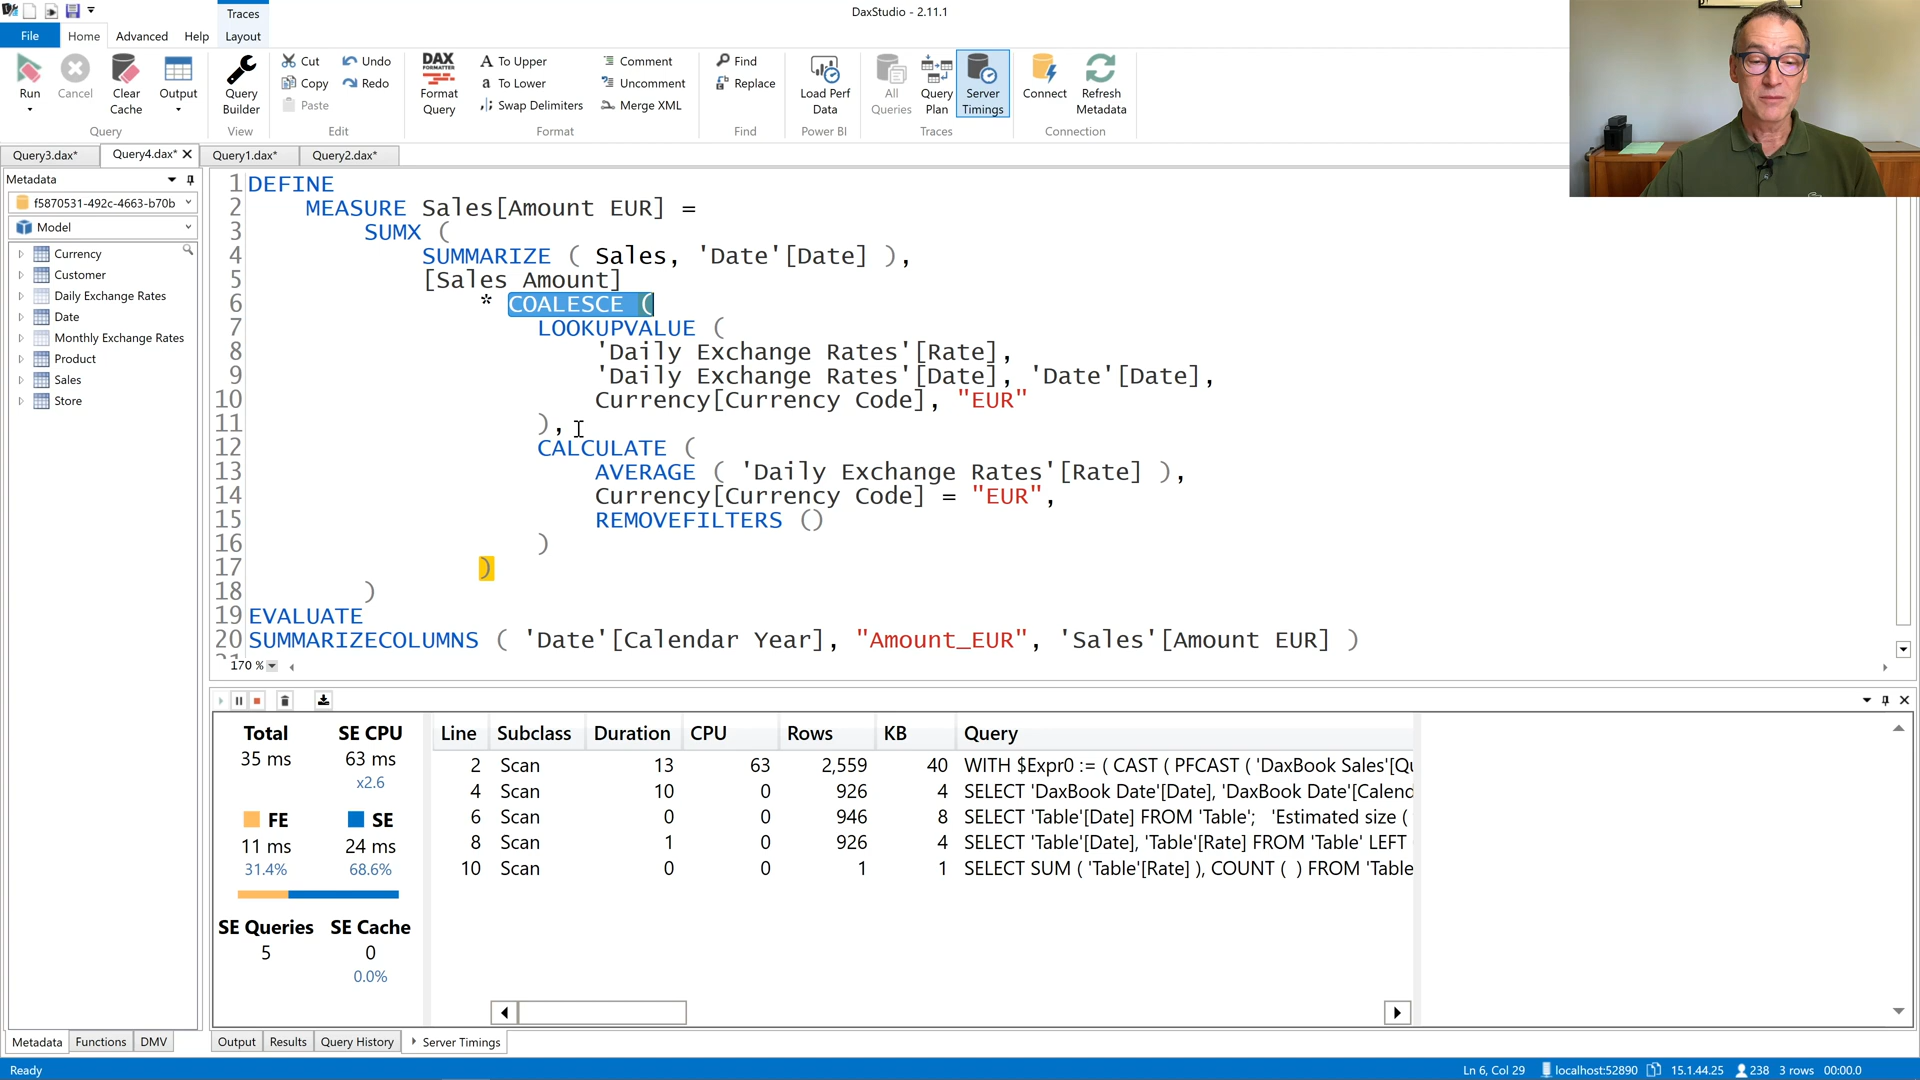 Traces
DaxStudio - 2.11.1
File
Home
Advanced
Help
Layout
Run
Cancel
Clear
Cache
Output
Query
Builder
Cut
Copy
Paste
Undo
Redo
DAX
FORMATTER
Format
Query
To Upper
To Lower
Swap Delimiters
Comment
Uncomment
Merge XML
Find
Replace
Load Perf
Data
All
Queries
Query
Plan
Server
Timings
Connect
Refresh
Metadata
Query
View
Edit
Format
Find
Power BI
Traces
Connection
Query3.dax*
Query4.dax*
Query1.dax*
Query2.dax*
Metadata
f5870531-492c-4663-b70b
Model
Currency
Customer
Daily Exchange Rates
Date
Monthly Exchange Rates
Product
Sales
Store
1 DEFINE
2 MEASURE Sales[Amount EUR] =
3 SUMX (
4 SUMMARIZE ( Sales, 'Date'[Date] ),
5 [Sales Amount]
6 * COALESCE (
7 LOOKUPVALUE (
8 'Daily Exchange Rates'[Rate],
9 'Daily Exchange Rates'[Date], 'Date'[Date],
10 Currency[Currency Code], "EUR"
11 ),
12 CALCULATE (
13 AVERAGE ( 'Daily Exchange Rates'[Rate] ),
14 Currency[Currency Code] = "EUR",
15 REMOVEFILTERS ()
16 )
17 )
18 )
19 EVALUATE
20 SUMMARIZECOLUMNS ( 'Date'[Calendar Year], "Amount_EUR", 'Sales'[Amount EUR] )
170 %
Total
35 ms
SE CPU
63 ms
x2.6
FE
11 ms
31.4%
SE
24 ms
68.6%
SE Queries
5
SE Cache
0
0.0%
Line Subclass Duration CPU Rows KB Query
2 Scan 13 63 2,559 40 WITH $Expr0 := ( CAST ( PFCAST ( 'DaxBook Sales'[Qu
4 Scan 10 0 926 4 SELECT 'DaxBook Date'[Date], 'DaxBook Date'[Calend
6 Scan 0 0 946 8 SELECT 'Table'[Date] FROM 'Table'; 'Estimated size (
8 Scan 1 0 926 4 SELECT 'Table'[Date], 'Table'[Rate] FROM 'Table' LEFT
10 Scan 0 0 1 1 SELECT SUM ( 'Table'[Rate] ), COUNT ( ) FROM 'Table
Metadata
Functions
DMV
Output
Results
Query History
Server Timings
Ready
Ln 6, Col 29
localhost:52890
15.1.44.25
238
3 rows
00:00.0